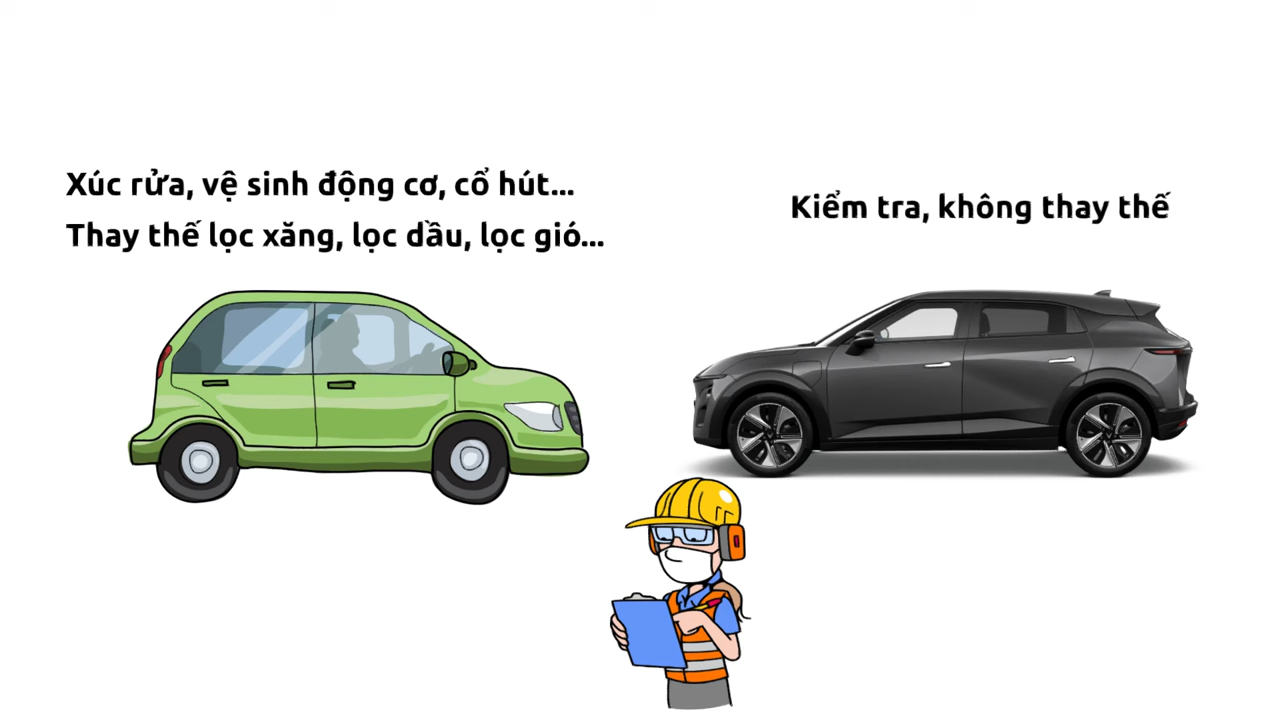 Xúc rửa, vệ sinh động cơ, cổ hút...
Thay thế lọc xăng, lọc dầu, lọc gió...
Kiểm tra, không thay thế